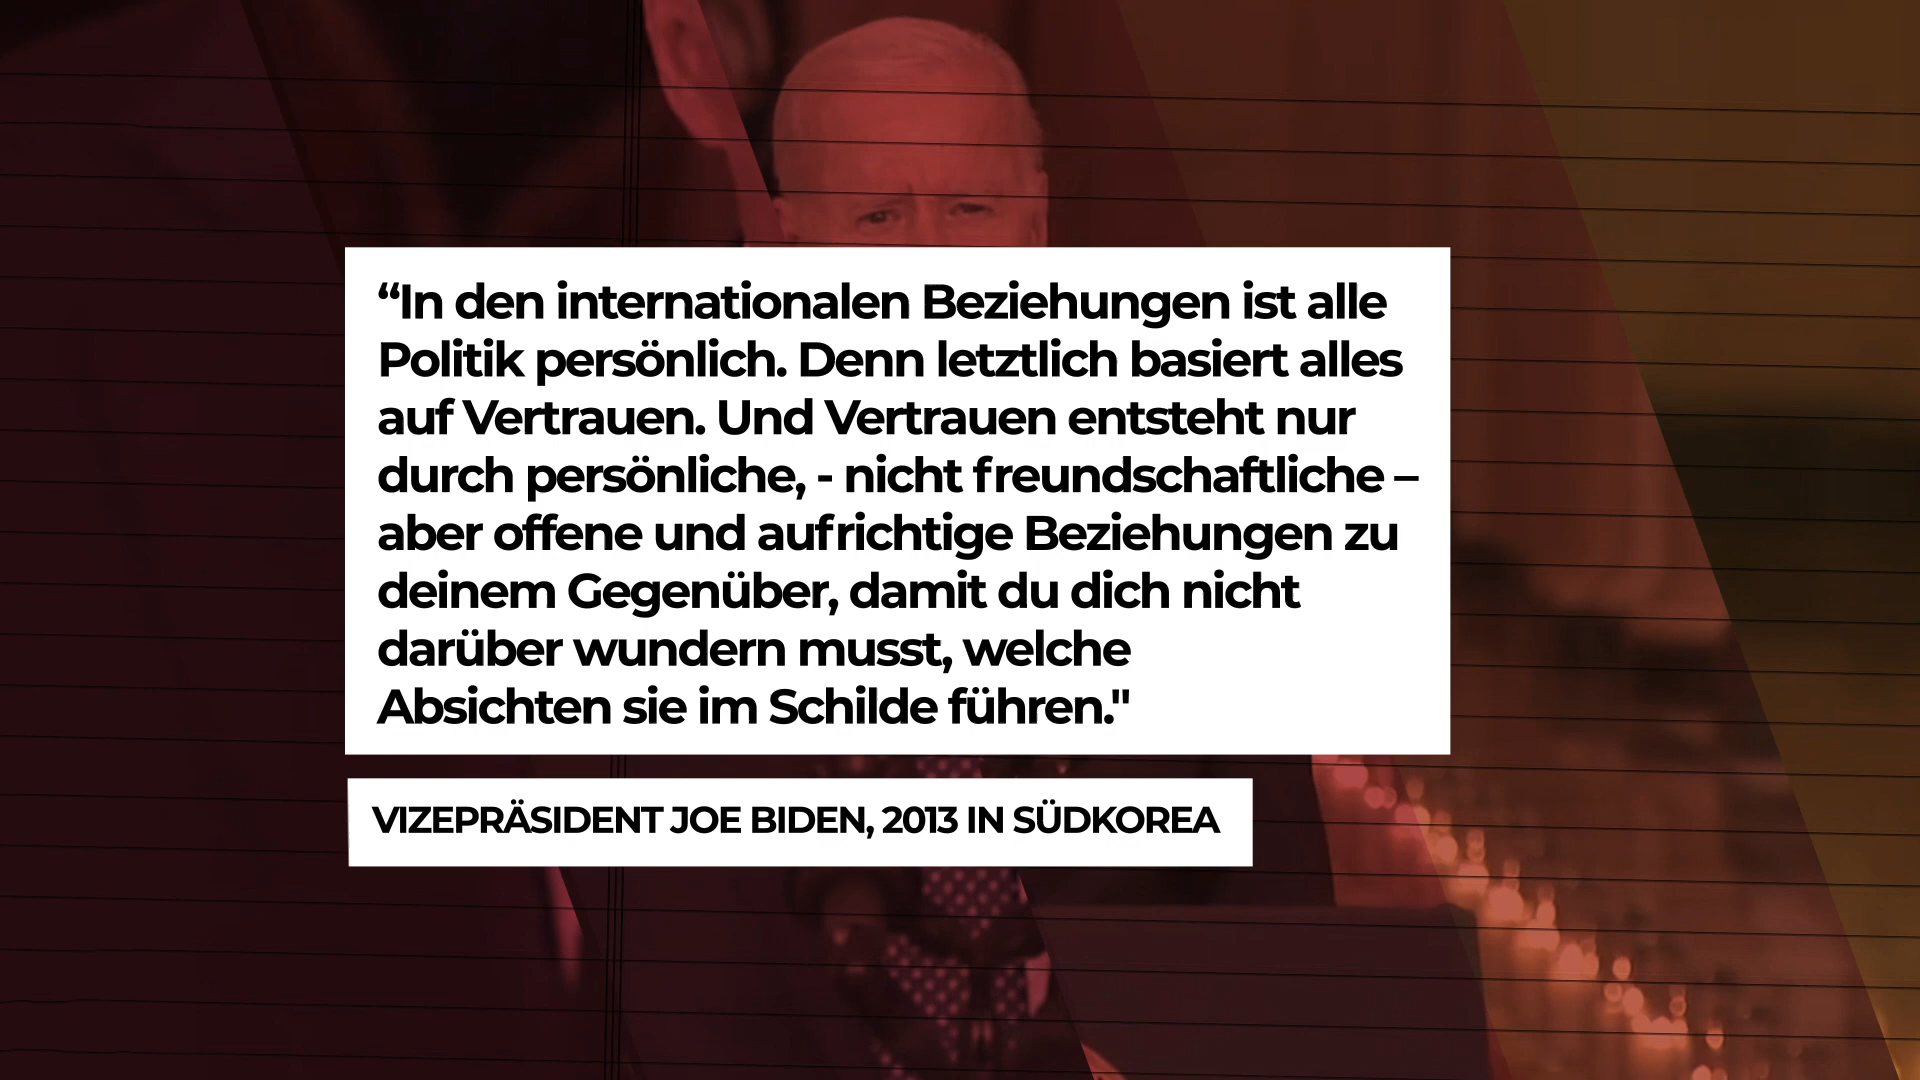 “In den internationalen Beziehungen ist alle
Politik persönlich. Denn letztlich basiert alles
auf Vertrauen. Und Vertrauen entsteht nur
durch persönliche, - nicht freundschaftliche –
aber offene und aufrichtige Beziehungen zu
deinem Gegenüber, damit du dich nicht
darüber wundern musst, welche
Absichten sie im Schilde führen."
VIZEPRÄSIDENT JOE BIDEN, 2013 IN SÜDKOREA